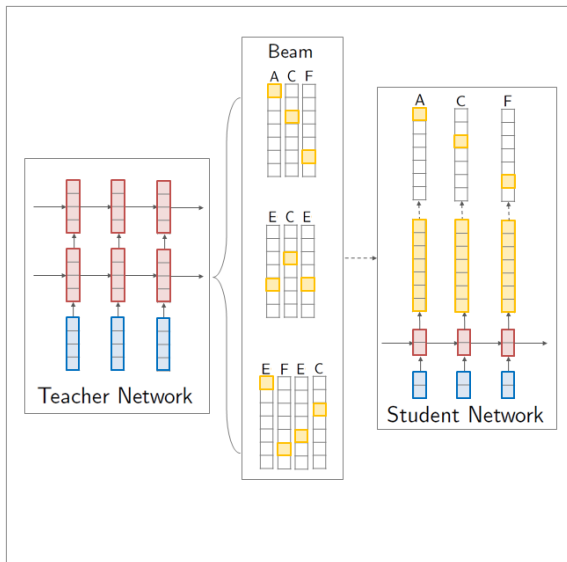 Beam
A C F
E C E
E F E C
Teacher Network
A C F
Student Network